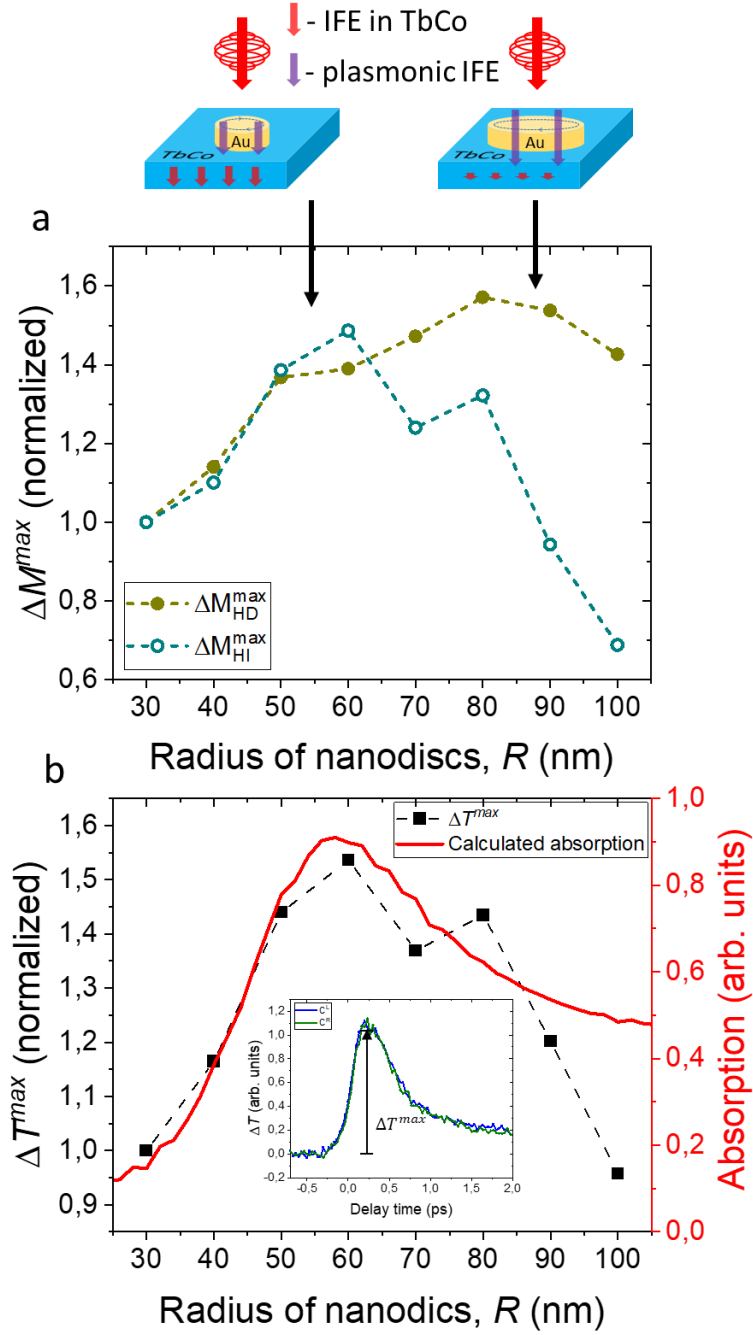 - IFE in TbCo
- plasmonic IFE
Au
TbCo
Au
TbCo
a
1,6
1,4
1,2
1,0
0,8
0,6
ΔM^max (normalized)
ΔM_HD^max
ΔM_HI^max
30 40 50 60 70 80 90 100
Radius of nanodiscs, R (nm)
b
1,6
1,5
1,4
1,3
1,2
1,1
1,0
0,9
ΔT^max (normalized)
ΔT^max
Calculated absorption
1,0
0,8
0,6
0,4
0,2
0,0
Absorption (arb. units)
1,2
1,0
0,8
0,6
0,4
0,2
0,0
-0,2
ΔT (arb. units)
C^L
C^R
ΔT^max
-0,5 0,0 0,5 1,0 1,5 2,0
Delay time (ps)
30 40 50 60 70 80 90 100
Radius of nanodics, R (nm)